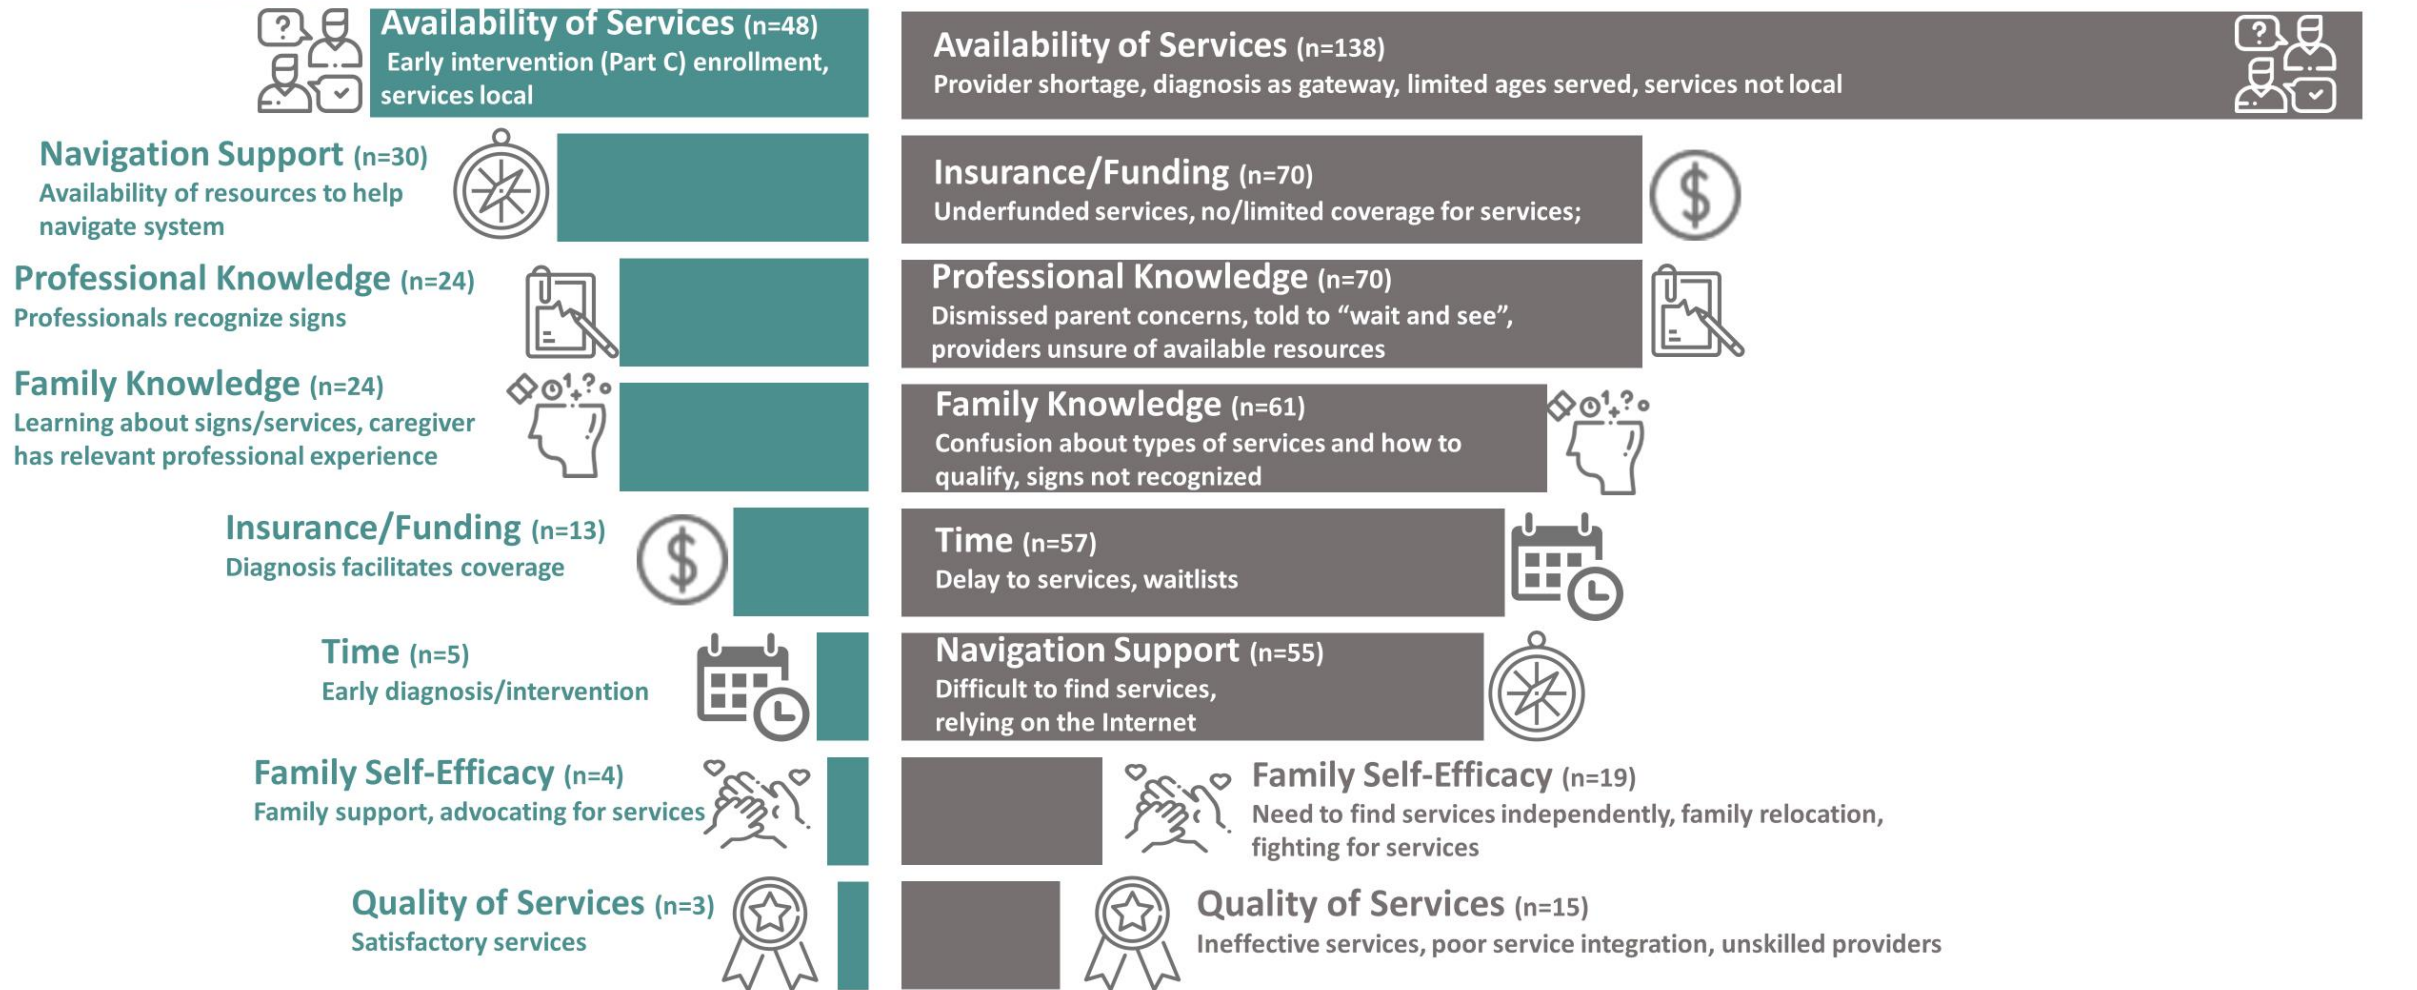 Availability of Services (n=48)
Early intervention (Part C) enrollment,
services local
Navigation Support (n=30)
Availability of resources to help
navigate system
Professional Knowledge (n=24)
Professionals recognize signs
Family Knowledge (n=24)
Learning about signs/services, caregiver
has relevant professional experience
Insurance/Funding (n=13)
Diagnosis facilitates coverage
Time (n=5)
Early diagnosis/intervention
Family Self-Efficacy (n=4)
Family support, advocating for services
Quality of Services (n=3)
Satisfactory services
Availability of Services (n=138)
Provider shortage, diagnosis as gateway, limited ages served, services not local
Insurance/Funding (n=70)
Underfunded services, no/limited coverage for services;
Professional Knowledge (n=70)
Dismissed parent concerns, told to “wait and see”,
providers unsure of available resources
Family Knowledge (n=61)
Confusion about types of services and how to
qualify, signs not recognized
Time (n=57)
Delay to services, waitlists
Navigation Support (n=55)
Difficult to find services,
relying on the Internet
Family Self-Efficacy (n=19)
Need to find services independently, family relocation,
fighting for services
Quality of Services (n=15)
Ineffective services, poor service integration, unskilled providers